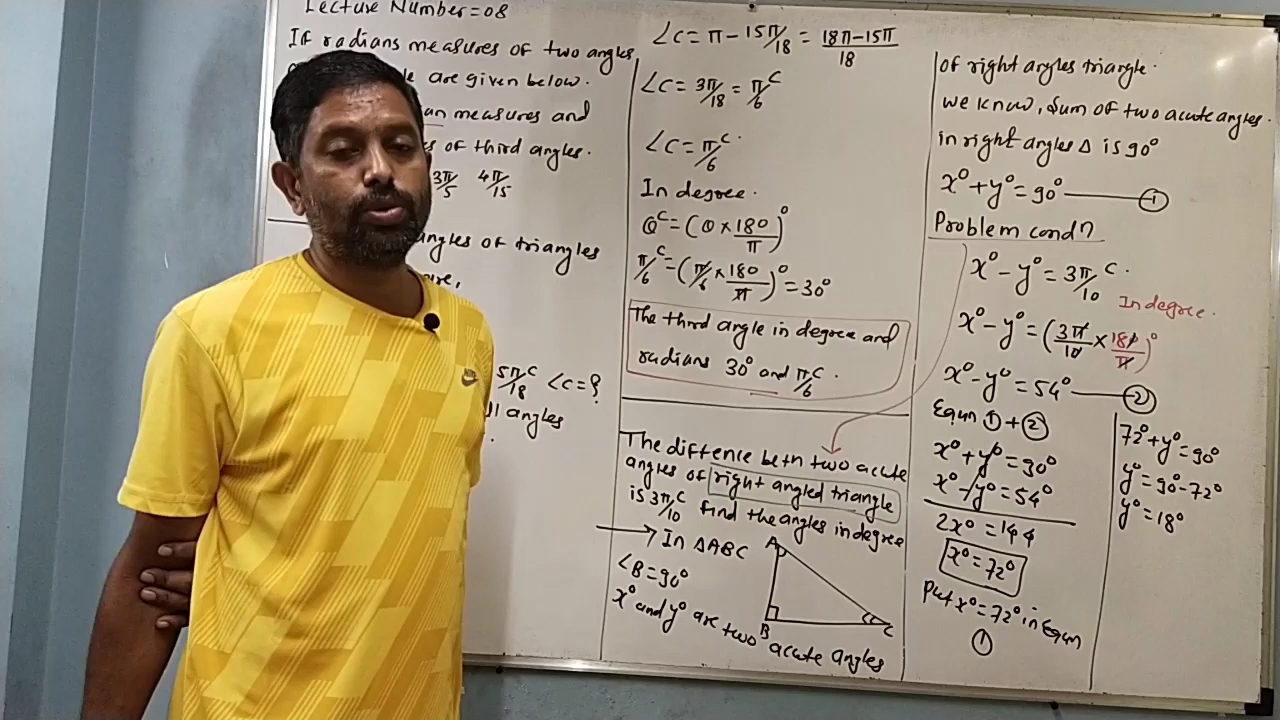 Lecture Number=08
If radians measures of two angles
are given below.
measures and
of third angles.
3π/5 4π/15
angles of triangles
5π/18 ᶜ ∠C=?
angles
∠C = π - 15π/18 = 18π-15π/18
∠C = 3π/18 = π/6 ᶜ
∠C = π/6 ᶜ.
In degree.
θᶜ = (θ × 180/π)°
π/6 ᶜ = (π/6 × 180/π)° = 30°
The third angle in degree and
radians 30° and π/6 ᶜ.
The diffence betn two acute
angles of right angled triangle
is 3π/10 ᶜ find the angles in degree
→ In △ABC
∠B = 90°
x° and y° are two acute angles
A
B
C
of right angles triangle.
we know, Sum of two acute angles.
in right angles Δ is 90°
x° + y° = 90° — ①
Problem cond?
x° - y° = 3π/10 ᶜ.
In degree.
x° - y° = (3π/10 × 180/π)°
x° - y° = 54° — ②
Equn ① + ②
x° + y° = 90°
x° - y° = 54°
2x° = 144
x° = 72°
Put x° = 72° in Equn
①
72° + y° = 90°
y° = 90° - 72°
y° = 18°